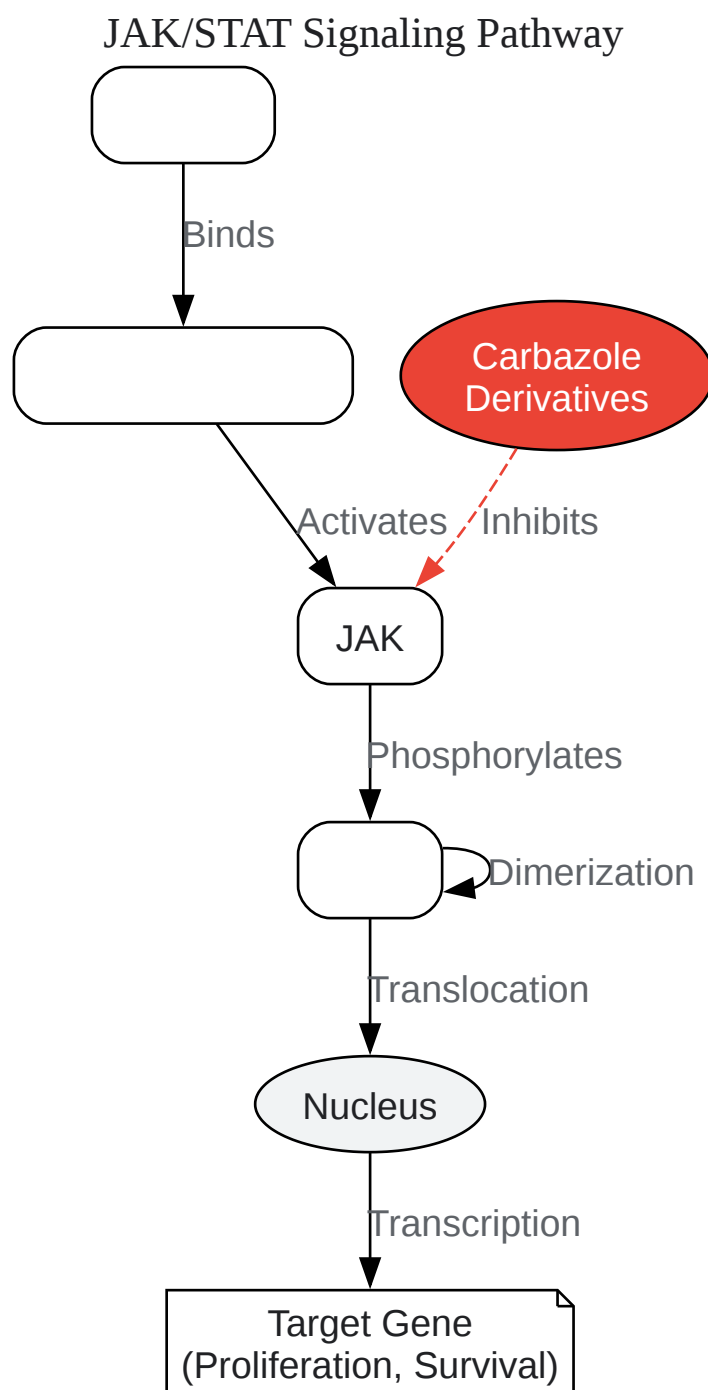 JAK/STAT Signaling Pathway
Binds
Carbazole
Derivatives
Activates
Inhibits
JAK
Phosphorylates
Dimerization
Translocation
Nucleus
Transcription
Target Gene
(Proliferation, Survival)